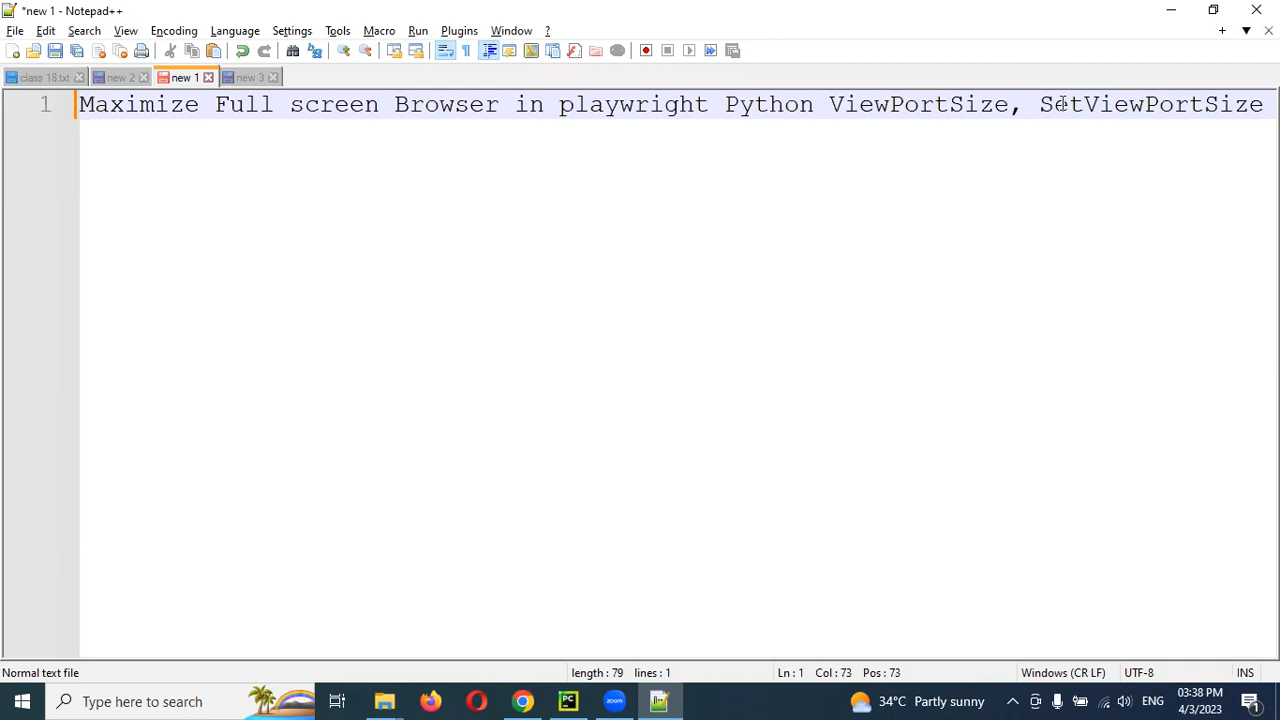 *new 1 - Notepad++
File Edit Search View Encoding Language Settings Tools Macro Run Plugins Window ?
class 18.txt new 2 new 1 new 3
1 Maximize Full screen Browser in playwright Python ViewPortSize, SetViewPortSize
Normal text file length : 79 lines : 1 Ln : 1 Col : 73 Pos : 73 Windows (CR LF) UTF-8 INS
Type here to search zoom 34°C Partly sunny ENG 03:38 PM
4/3/2023 1